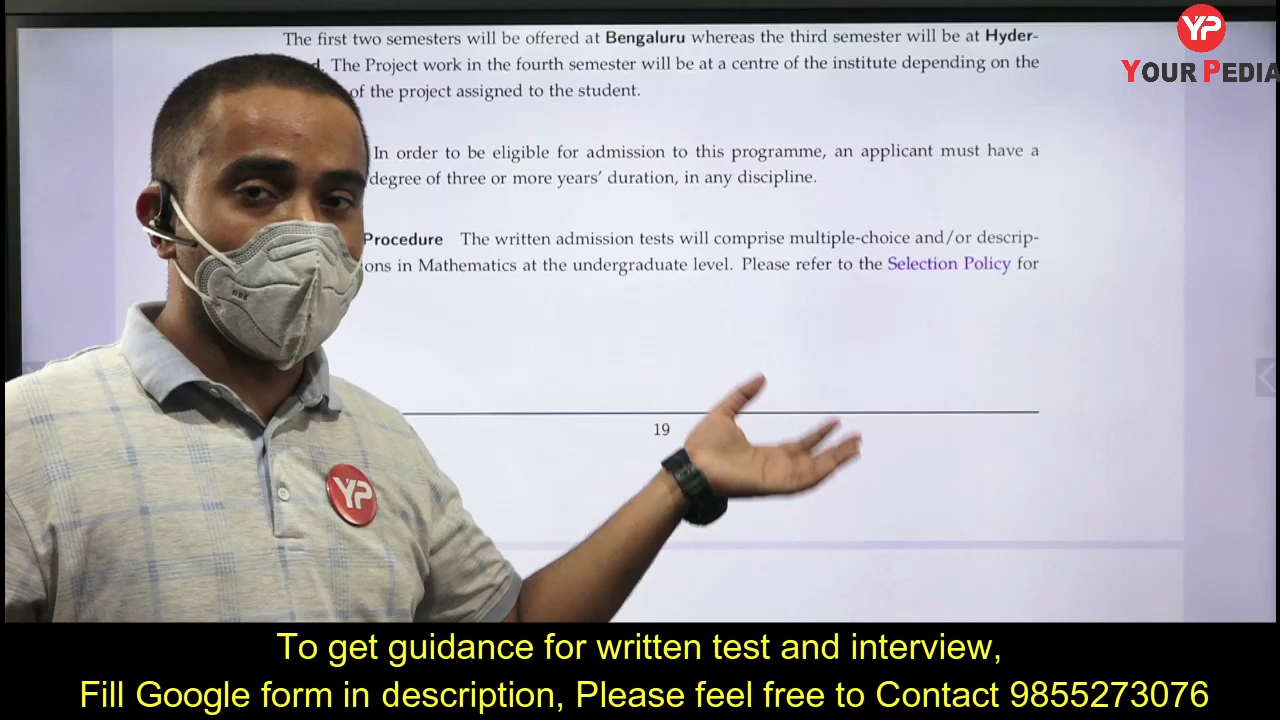 YP
YOUR PEDIA
The first two semesters will be offered at Bengaluru whereas the third semester will be at Hyder-
d. The Project work in the fourth semester will be at a centre of the institute depending on the
of the project assigned to the student.
In order to be eligible for admission to this programme, an applicant must have a
degree of three or more years' duration, in any discipline.
Procedure The written admission tests will comprise multiple-choice and/or descrip-
ons in Mathematics at the undergraduate level. Please refer to the Selection Policy for
19
YP
To get guidance for written test and interview,
Fill Google form in description, Please feel free to Contact 9855273076